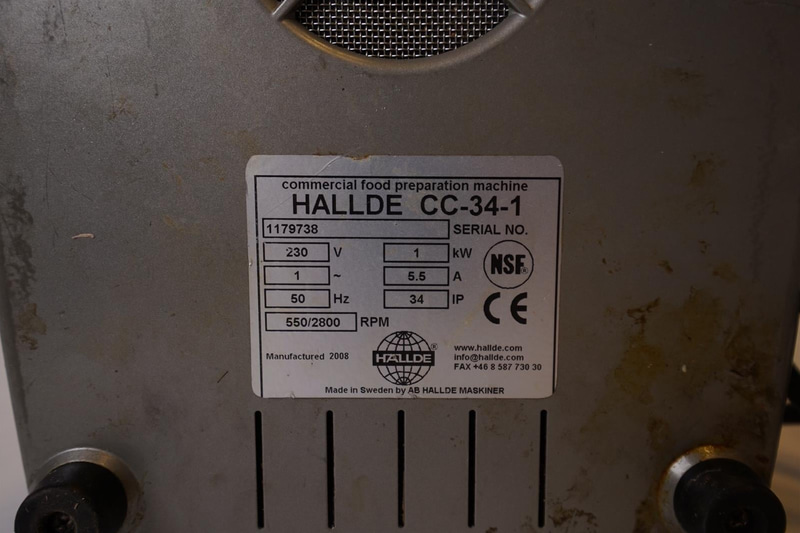 commercial food preparation machine
HALLDE CC-34-1
1179738 SERIAL NO.
230 V 1 kW
1 ~ 5.5 A
50 Hz 34 IP
550/2800 RPM
NSF®
CE
Manufactured 2008
HÄLLDE®
www.hallde.com
info@hallde.com
FAX +46 8 587 730 30
Made in Sweden by AB HALLDE MASKINER